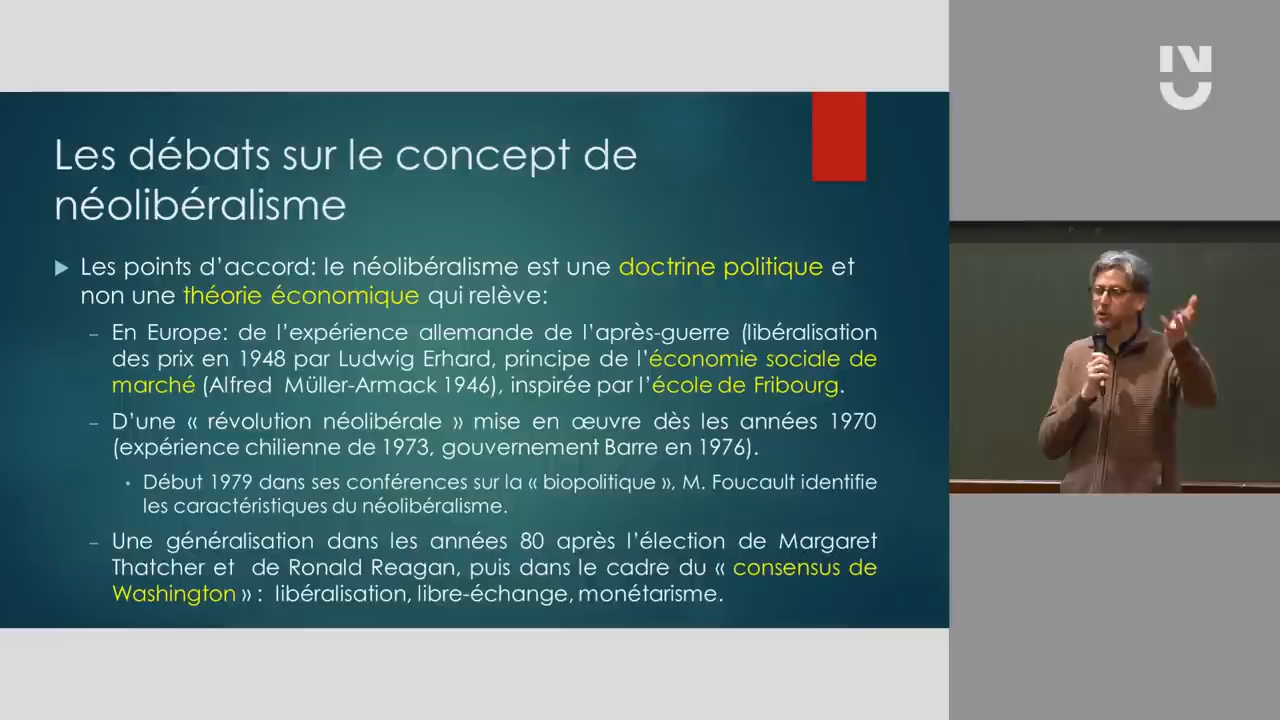 Les débats sur le concept de
néolibéralisme
Les points d’accord: le néolibéralisme est une doctrine politique et
non une théorie économique qui relève:
– En Europe: de l’expérience allemande de l’après-guerre (libéralisation
des prix en 1948 par Ludwig Erhard, principe de l’économie sociale de
marché (Alfred Müller-Armack 1946), inspirée par l’école de Fribourg.
– D’une « révolution néolibérale » mise en œuvre dès les années 1970
(expérience chilienne de 1973, gouvernement Barre en 1976).
• Début 1979 dans ses conférences sur la « biopolitique », M. Foucault identifie
les caractéristiques du néolibéralisme.
– Une généralisation dans les années 80 après l’élection de Margaret
Thatcher et de Ronald Reagan, puis dans le cadre du « consensus de
Washington » : libéralisation, libre-échange, monétarisme.